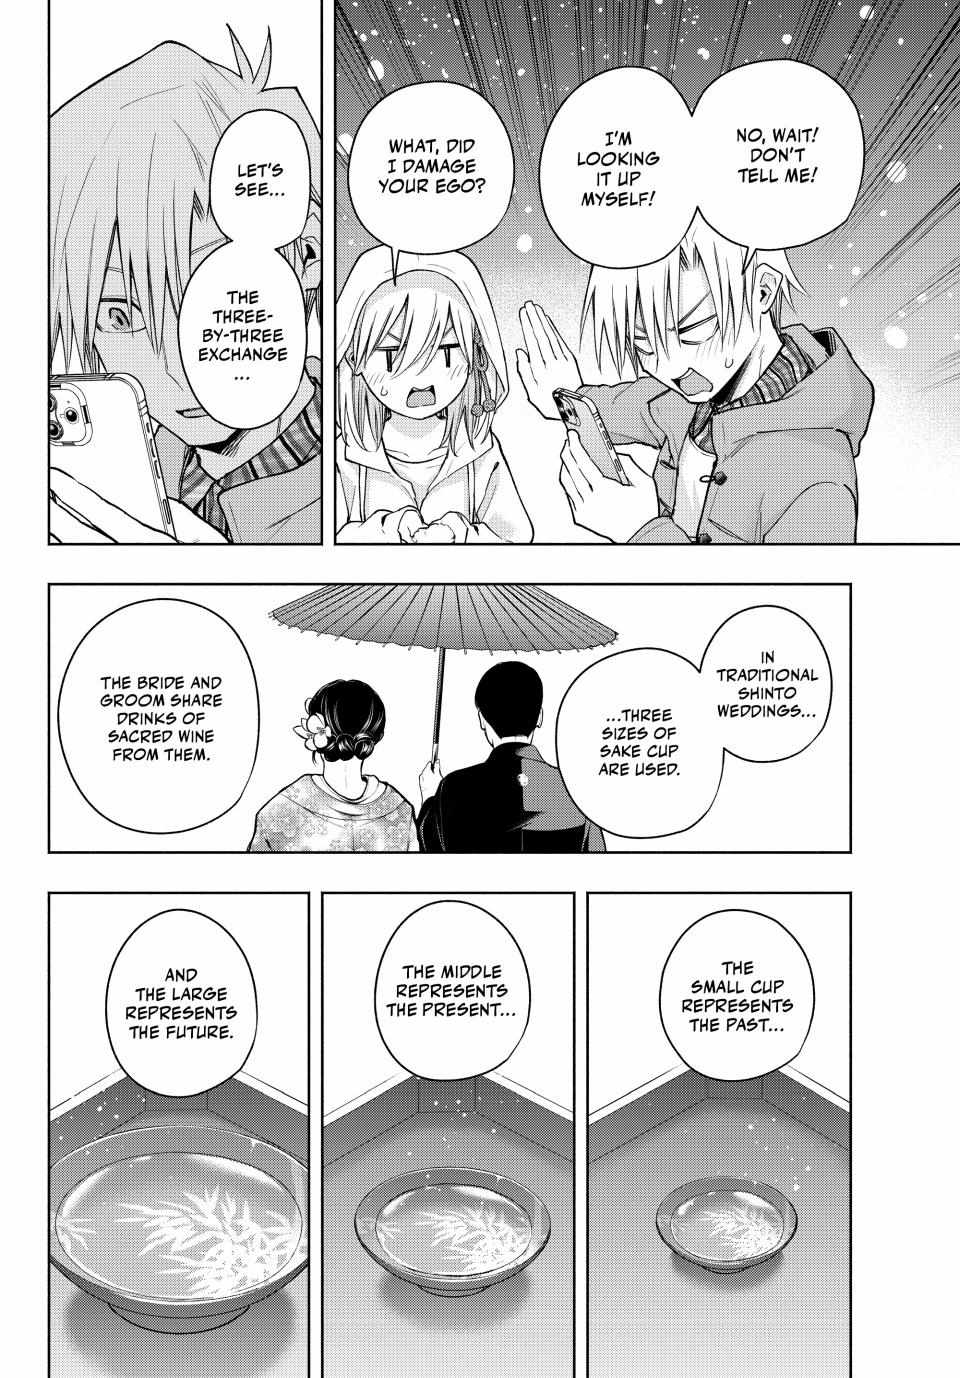 NO, WAIT!
DON'T
TELL ME!
I'M
LOOKING
IT UP
MYSELF!
WHAT, DID
I DAMAGE
YOUR EGO?
LET'S
SEE...
THE
THREE-
BY-THREE
EXCHANGE
...
IN
TRADITIONAL
SHINTO
WEDDINGS...
...THREE
SIZES OF
SAKE CUP
ARE USED.
THE BRIDE AND
GROOM SHARE
DRINKS OF
SACRED WINE
FROM THEM.
THE
SMALL CUP
REPRESENTS
THE PAST...
THE MIDDLE
REPRESENTS
THE PRESENT...
AND
THE LARGE
REPRESENTS
THE FUTURE.